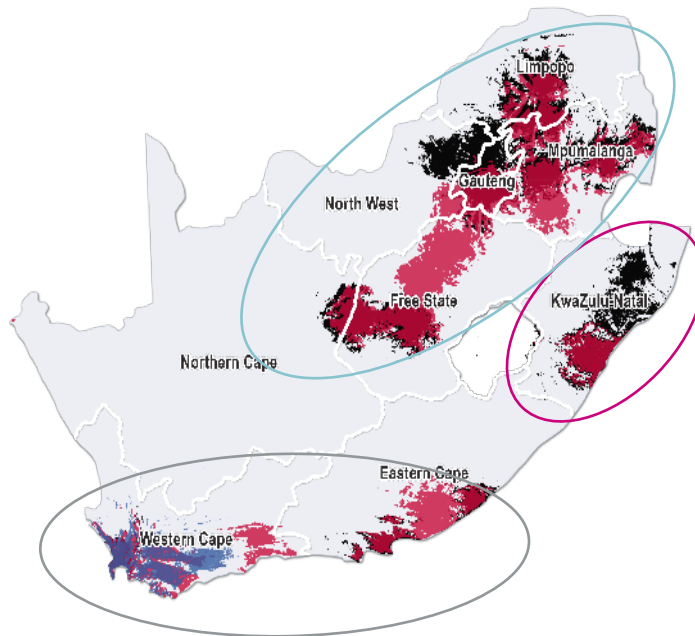 Limpopo
Mpumalanga
Gauteng
North West
Free State
KwaZulu-Natal
Northern Cape
Eastern Cape
Western Cape